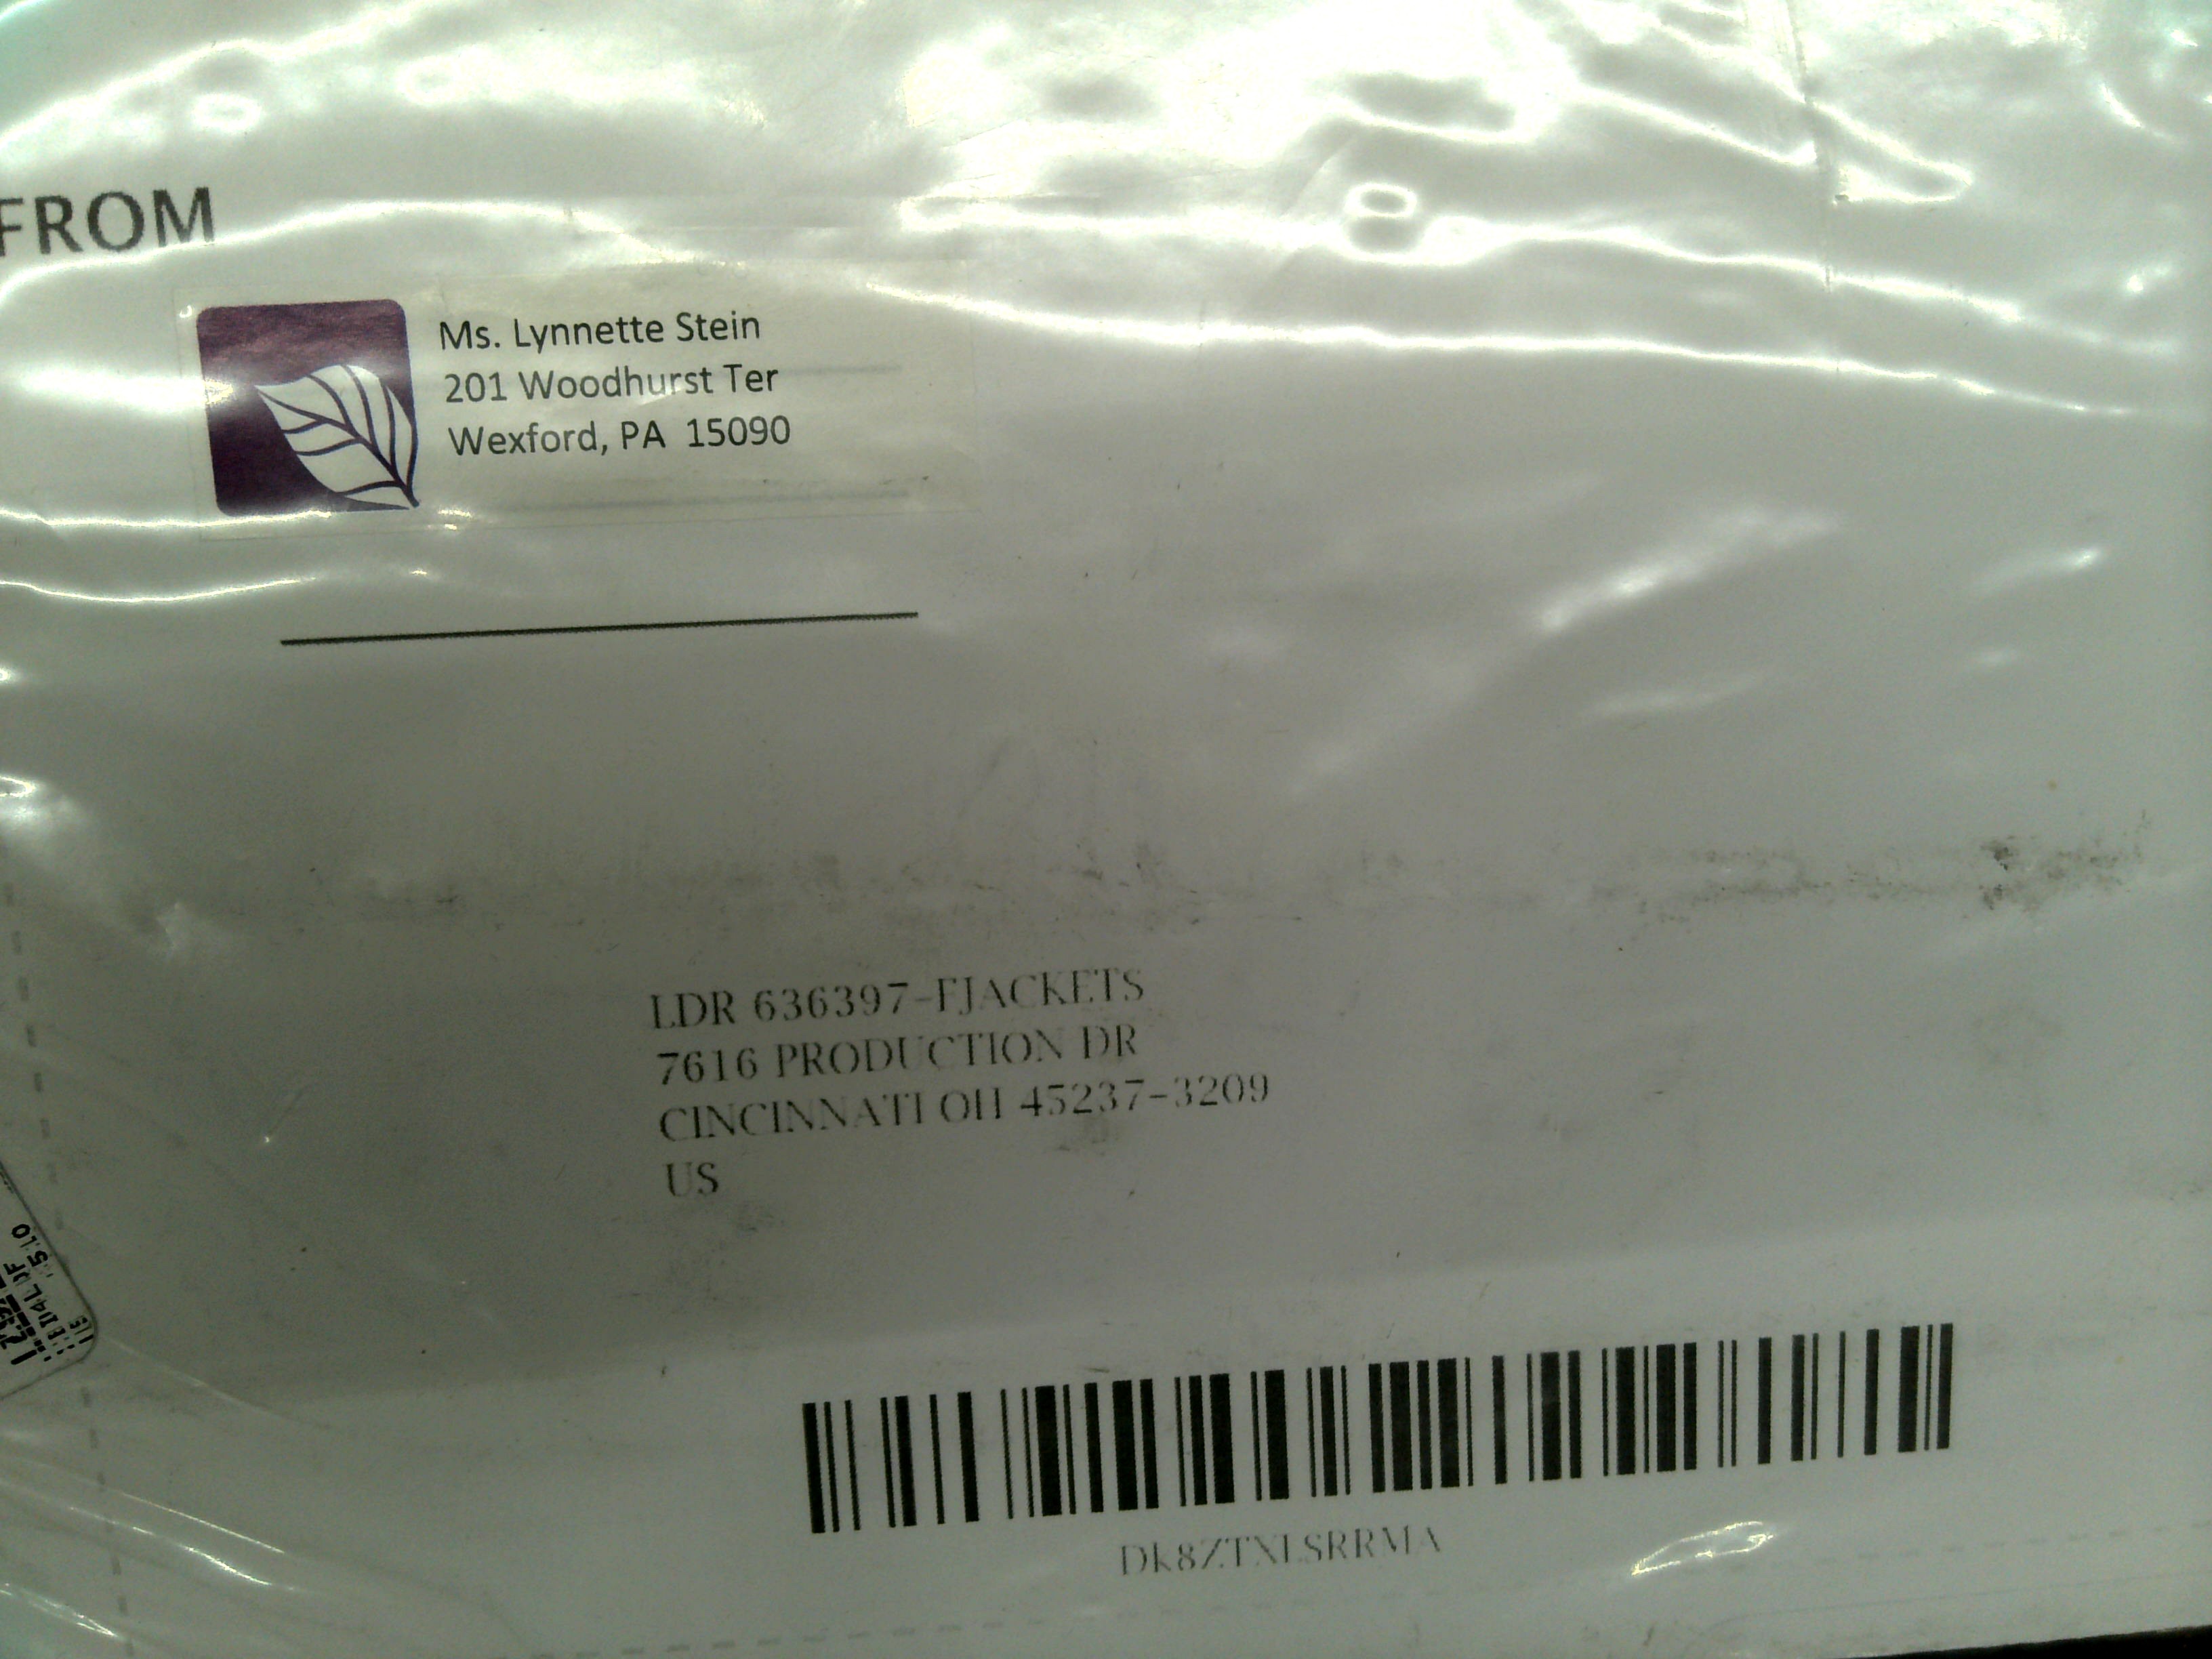 FROM
Ms. Lynnette Stein
201 Woodhurst Ter
Wexford, PA 15090
LDR 636397-FJACKETS
7616 PRODUCTION DR
CINCINNATI OH 45237-3209
US